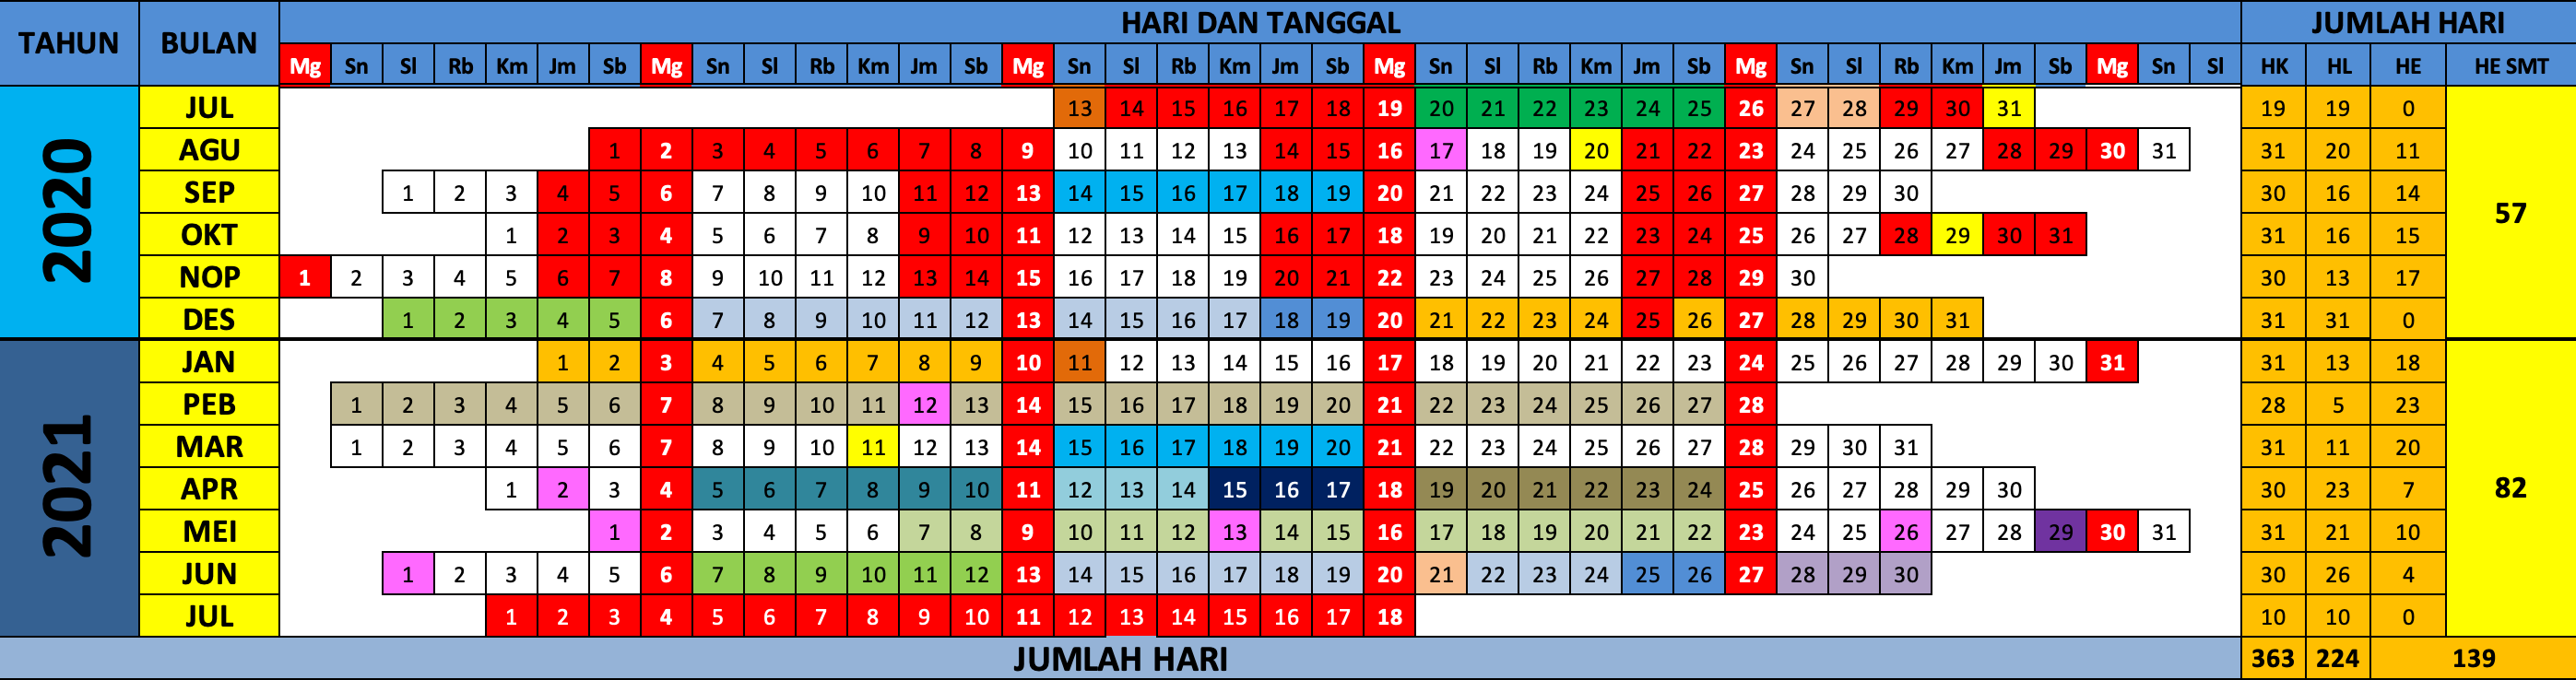 TAHUN BULAN HARI DAN TANGGAL JUMLAH HARI
Mg Sn Sl Rb Km Jm Sb Mg Sn Sl Rb Km Jm Sb Mg Sn Sl Rb Km Jm Sb Mg Sn Sl Rb Km Jm Sb Mg Sn Sl Rb Km Jm Sb Mg Sn Sl HK HL HE HE SMT
2020
JUL 13 14 15 16 17 18 19 20 21 22 23 24 25 26 27 28 29 30 31 19 19 0
AGU 1 2 3 4 5 6 7 8 9 10 11 12 13 14 15 16 17 18 19 20 21 22 23 24 25 26 27 28 29 30 31 31 20 11
SEP 1 2 3 4 5 6 7 8 9 10 11 12 13 14 15 16 17 18 19 20 21 22 23 24 25 26 27 28 29 30 30 16 14
57
OKT 1 2 3 4 5 6 7 8 9 10 11 12 13 14 15 16 17 18 19 20 21 22 23 24 25 26 27 28 29 30 31 31 16 15
NOP 1 2 3 4 5 6 7 8 9 10 11 12 13 14 15 16 17 18 19 20 21 22 23 24 25 26 27 28 29 30 30 13 17
DES 1 2 3 4 5 6 7 8 9 10 11 12 13 14 15 16 17 18 19 20 21 22 23 24 25 26 27 28 29 30 31 31 31 0
2021
JAN 1 2 3 4 5 6 7 8 9 10 11 12 13 14 15 16 17 18 19 20 21 22 23 24 25 26 27 28 29 30 31 31 13 18
PEB 1 2 3 4 5 6 7 8 9 10 11 12 13 14 15 16 17 18 19 20 21 22 23 24 25 26 27 28 28 5 23
MAR 1 2 3 4 5 6 7 8 9 10 11 12 13 14 15 16 17 18 19 20 21 22 23 24 25 26 27 28 29 30 31 31 11 20
APR 1 2 3 4 5 6 7 8 9 10 11 12 13 14 15 16 17 18 19 20 21 22 23 24 25 26 27 28 29 30 30 23 7
82
MEI 1 2 3 4 5 6 7 8 9 10 11 12 13 14 15 16 17 18 19 20 21 22 23 24 25 26 27 28 29 30 31 31 21 10
JUN 1 2 3 4 5 6 7 8 9 10 11 12 13 14 15 16 17 18 19 20 21 22 23 24 25 26 27 28 29 30 30 26 4
JUL 1 2 3 4 5 6 7 8 9 10 11 12 13 14 15 16 17 18 10 10 0
JUMLAH HARI 363 224 139